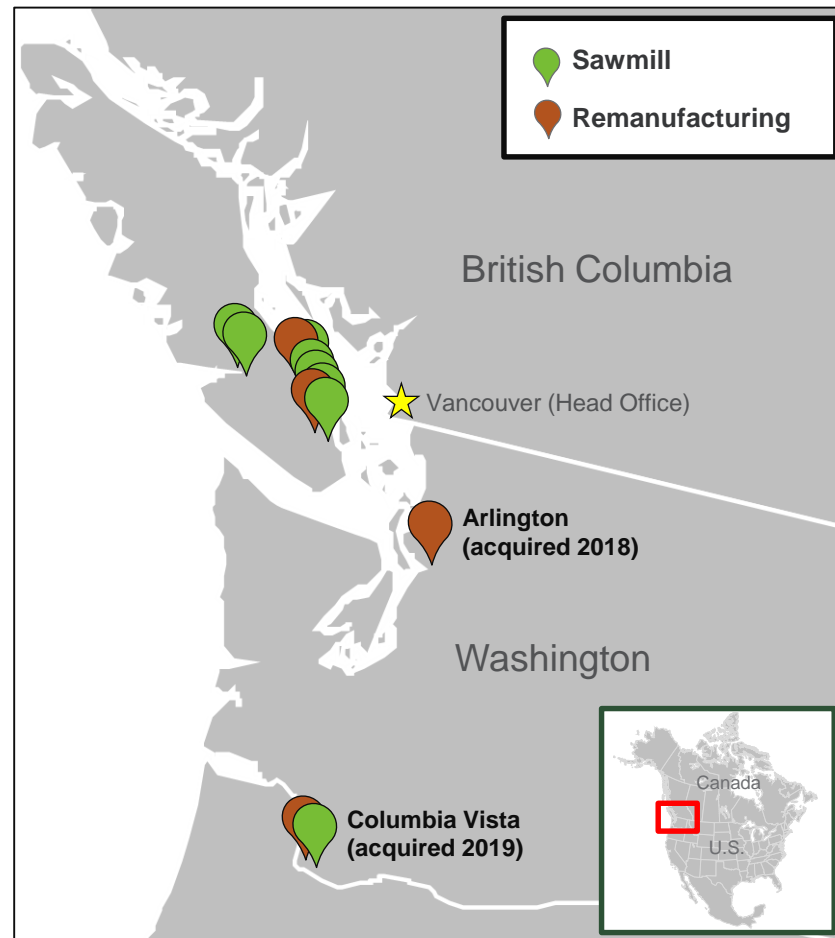 Sawmill
Remanufacturing
British Columbia
Vancouver (Head Office)
Arlington
(acquired 2018)
Washington
Columbia Vista
(acquired 2019)
Canada
U.S.